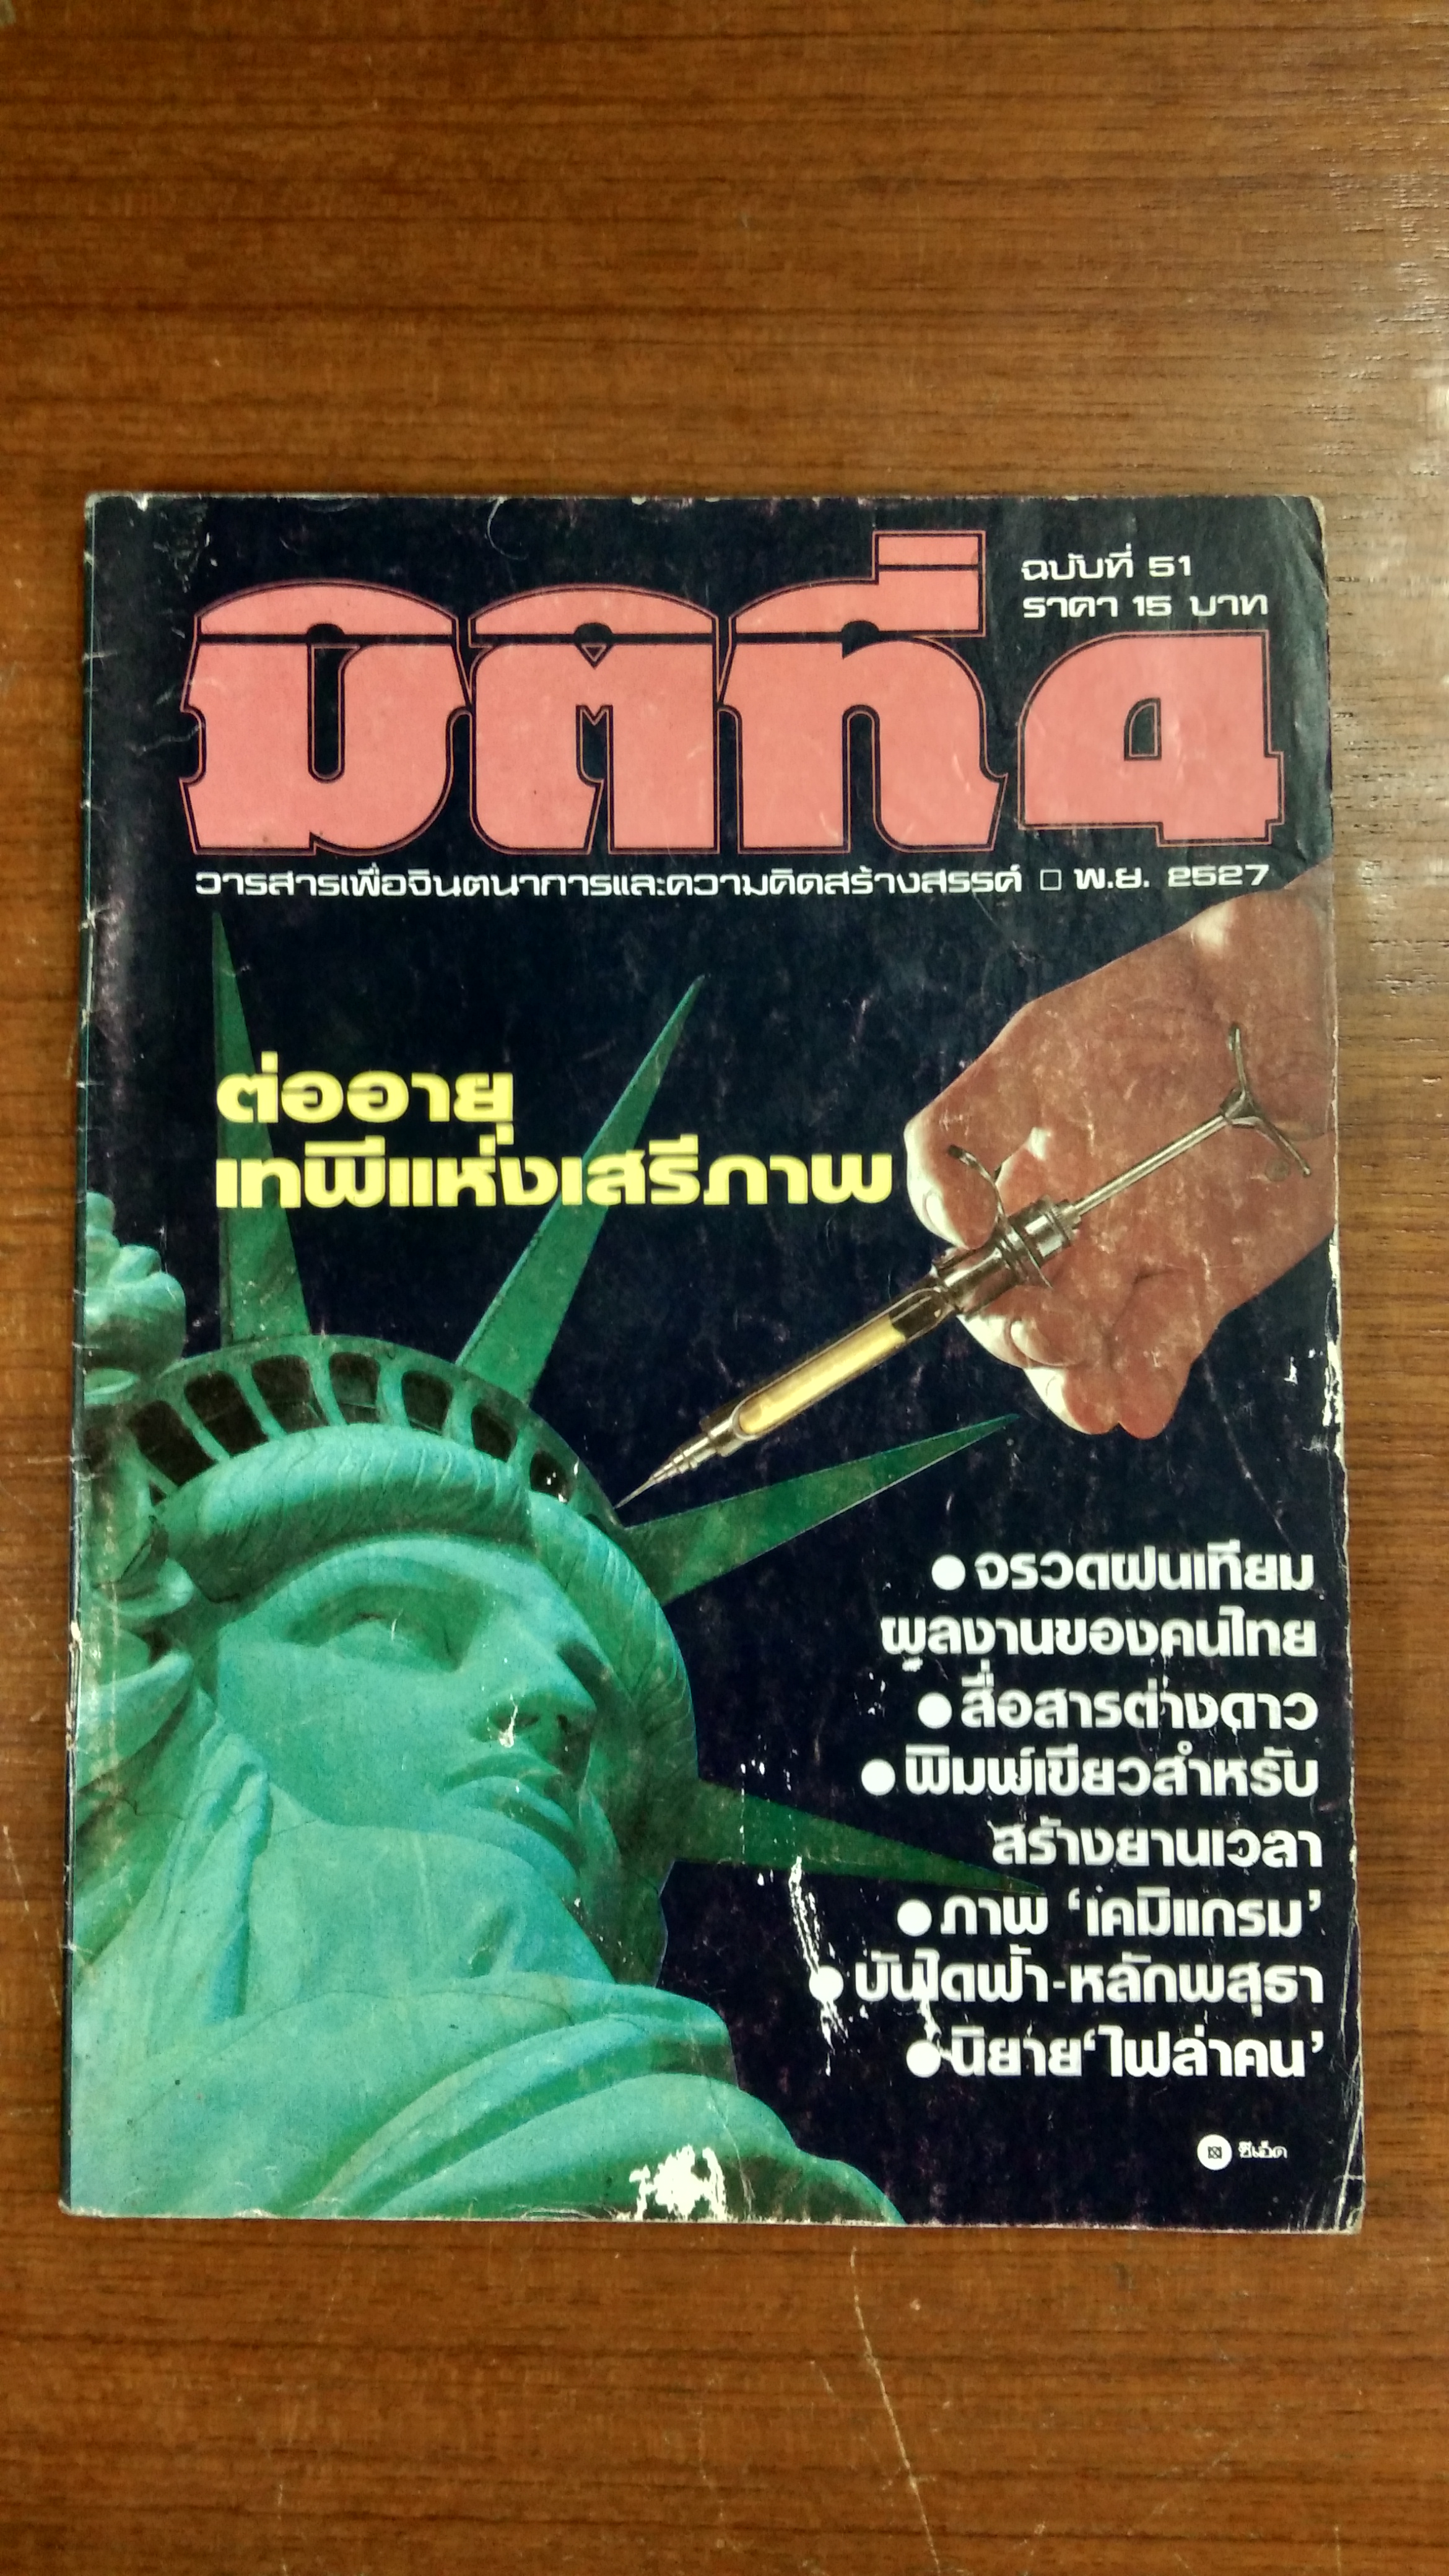 ฉบับที่ 51
ราคา 15 บาท
มิติที่ 4
วารสารเพื่อจินตนาการและความคิดสร้างสรรค์ □ พ.ย. 2527
ต่ออายุ
เทพีแห่งเสรีภาพ
● จรวดฝนเทียม
ผลงานของคนไทย
● สื่อสารต่างดาว
● พิมพ์เขียวสำหรับ
สร้างยานเวลา
● ภาพ ‘เคมิแกรม’
● บันไดฟ้า-หลักพสุธา
● นิยาย ‘ไฟล่าคน’
ซีเอ็ด